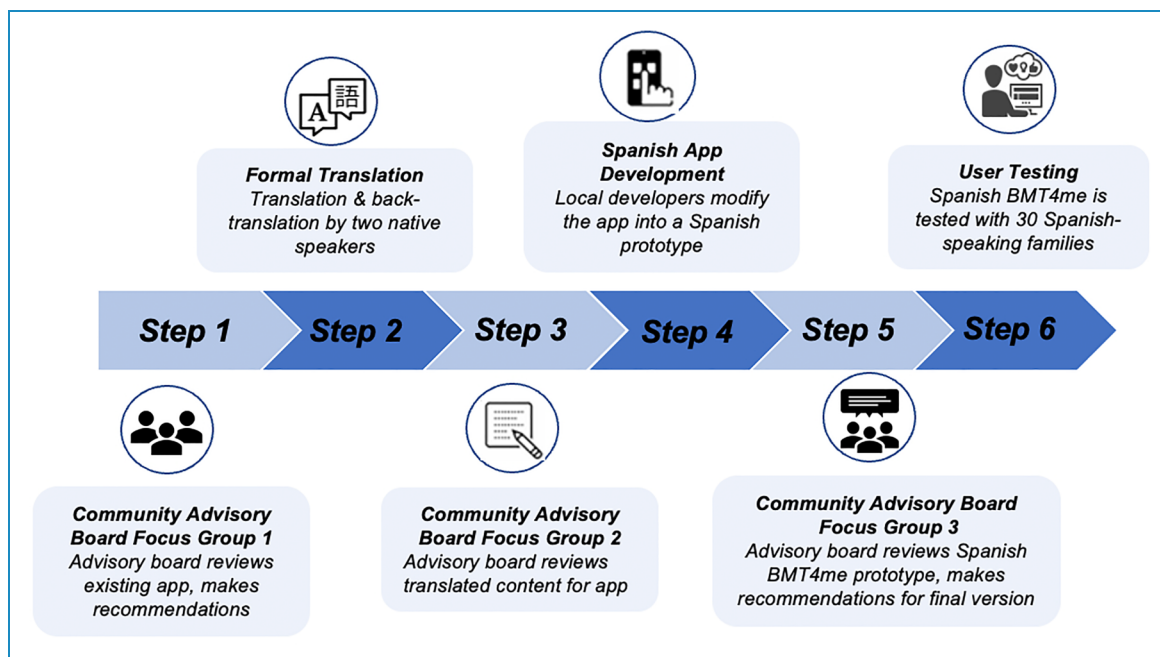 A
語
Formal Translation
Translation & back-
translation by two native
speakers
Spanish App
Development
Local developers modify
the app into a Spanish
prototype
User Testing
Spanish BMT4me is
tested with 30 Spanish-
speaking families
Step 1
Step 2
Step 3
Step 4
Step 5
Step 6
Community Advisory
Board Focus Group 1
Advisory board reviews
existing app, makes
recommendations
Community Advisory
Board Focus Group 2
Advisory board reviews
translated content for app
Community Advisory Board
Focus Group 3
Advisory board reviews Spanish
BMT4me prototype, makes
recommendations for final version